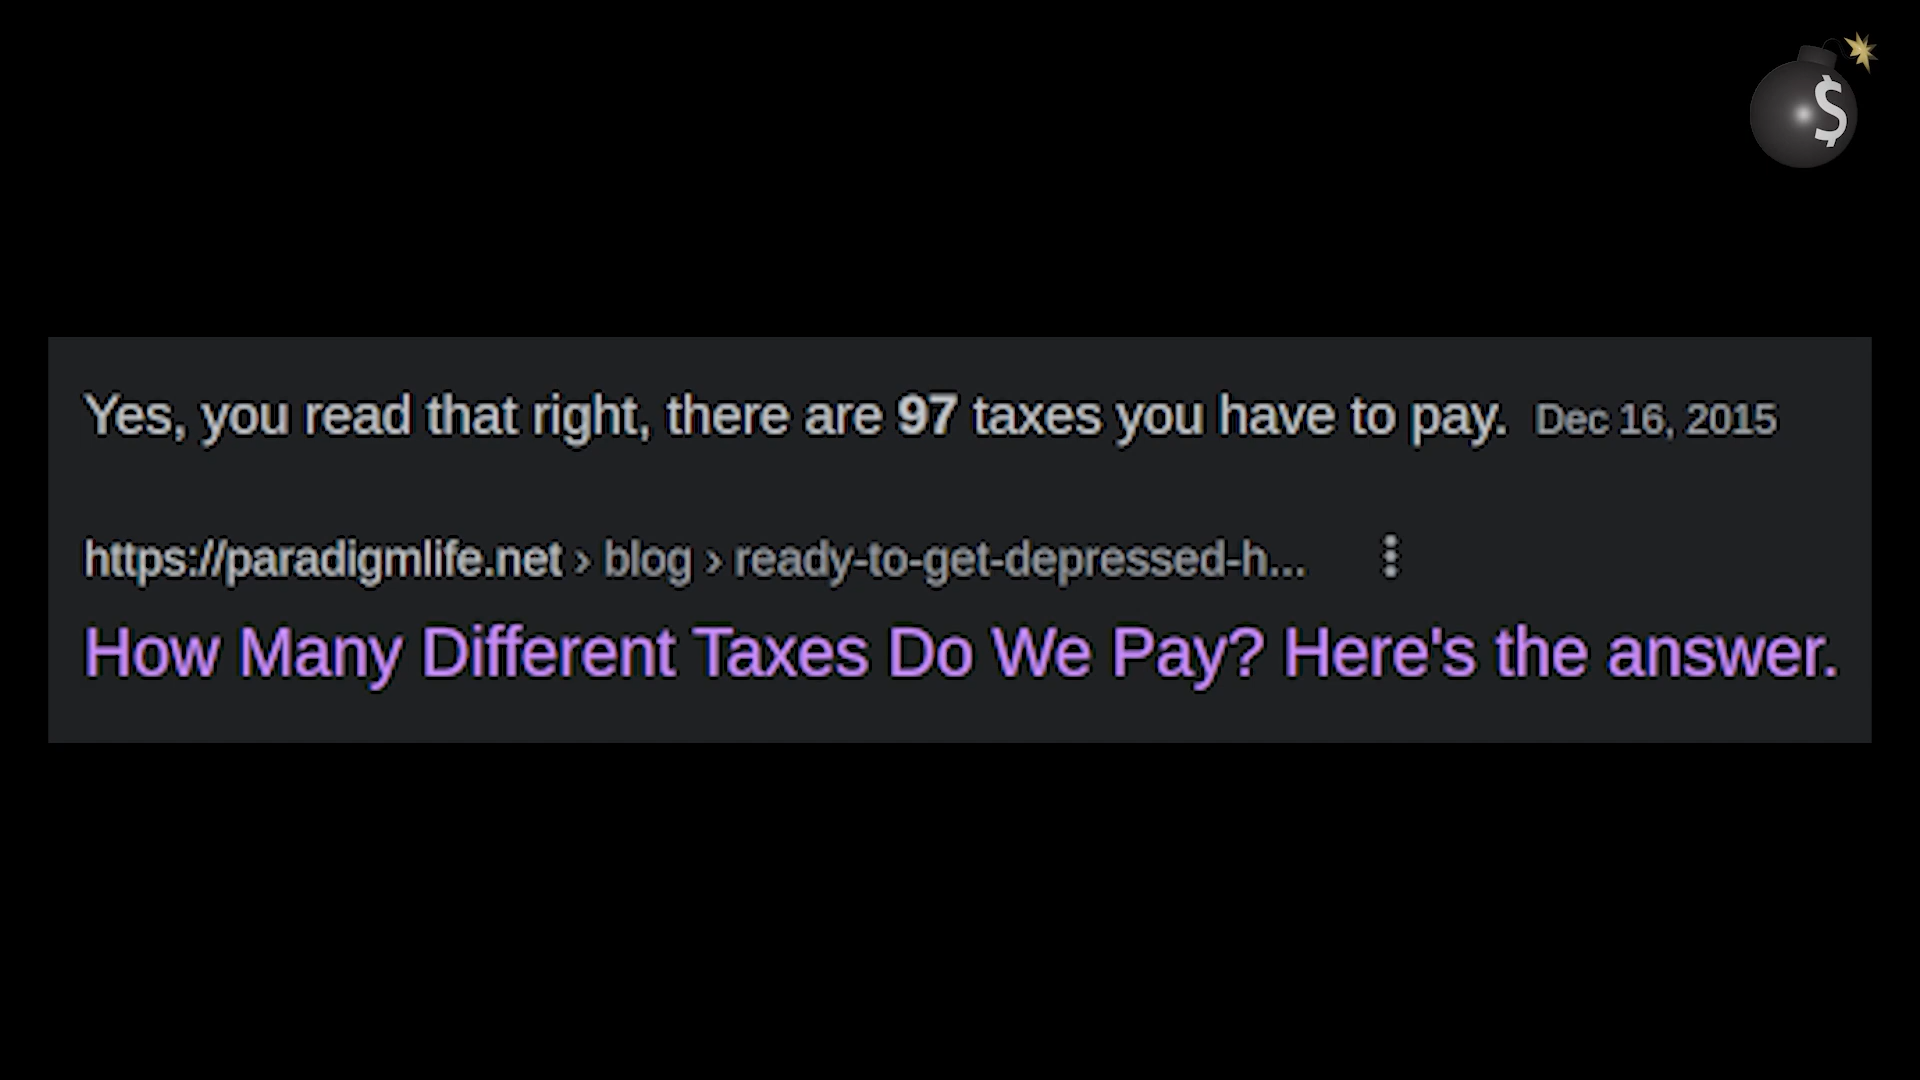 $
Yes, you read that right, there are 97 taxes you have to pay. Dec 16, 2015
https://paradigmlife.net › blog › ready-to-get-depressed-h...
How Many Different Taxes Do We Pay? Here's the answer.